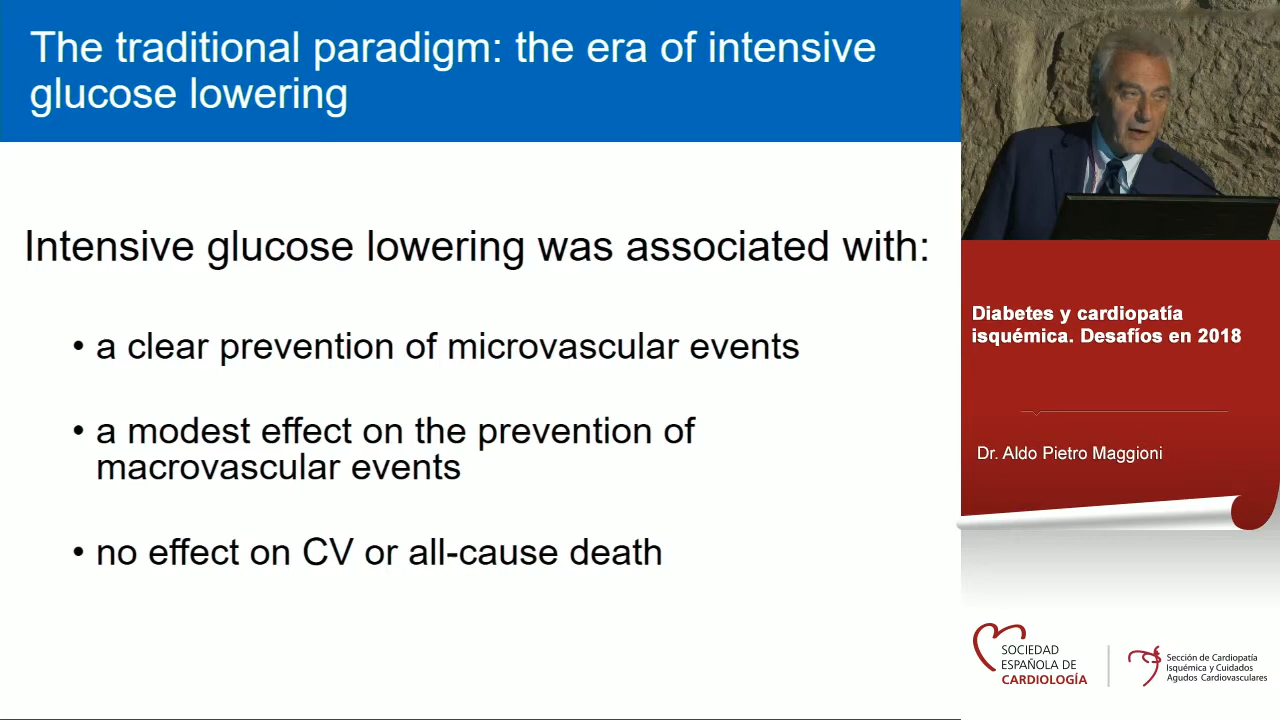 The traditional paradigm: the era of intensive
glucose lowering
Intensive glucose lowering was associated with:
• a clear prevention of microvascular events
• a modest effect on the prevention of
macrovascular events
• no effect on CV or all-cause death
Diabetes y cardiopatía
isquémica. Desafíos en 2018
Dr. Aldo Pietro Maggioni
SOCIEDAD
ESPAÑOLA DE
CARDIOLOGÍA
Sección de Cardiopatía
Isquémica y Cuidados
Agudos Cardiovasculares